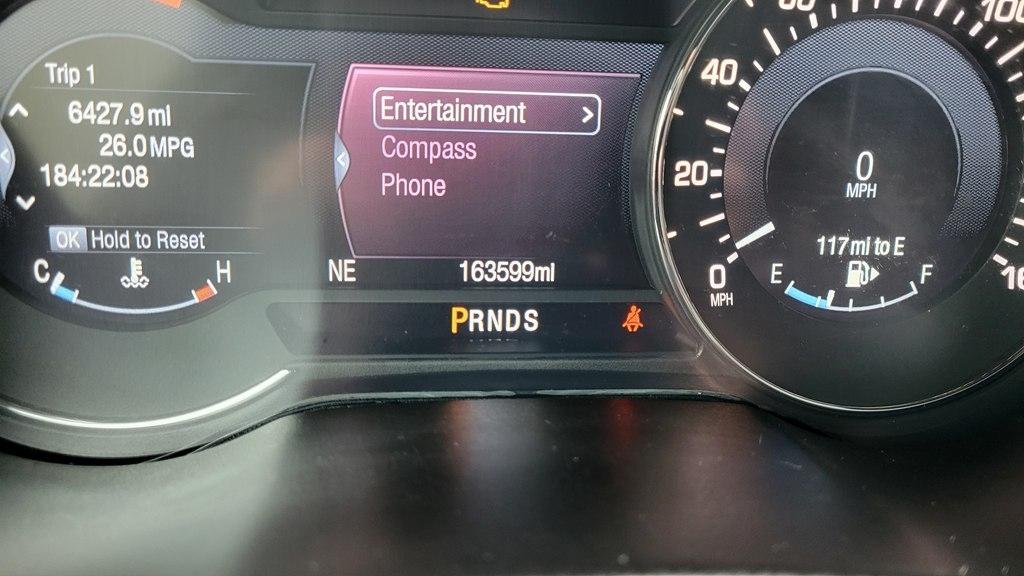 Trip 1
6427.9 mi
26.0 MPG
184:22:08
OK Hold to Reset
C H
Entertainment >
Compass
Phone
NE 163599mi
PRNDS
100
40
20
0
MPH
0
MPH
117 mi to E
E F